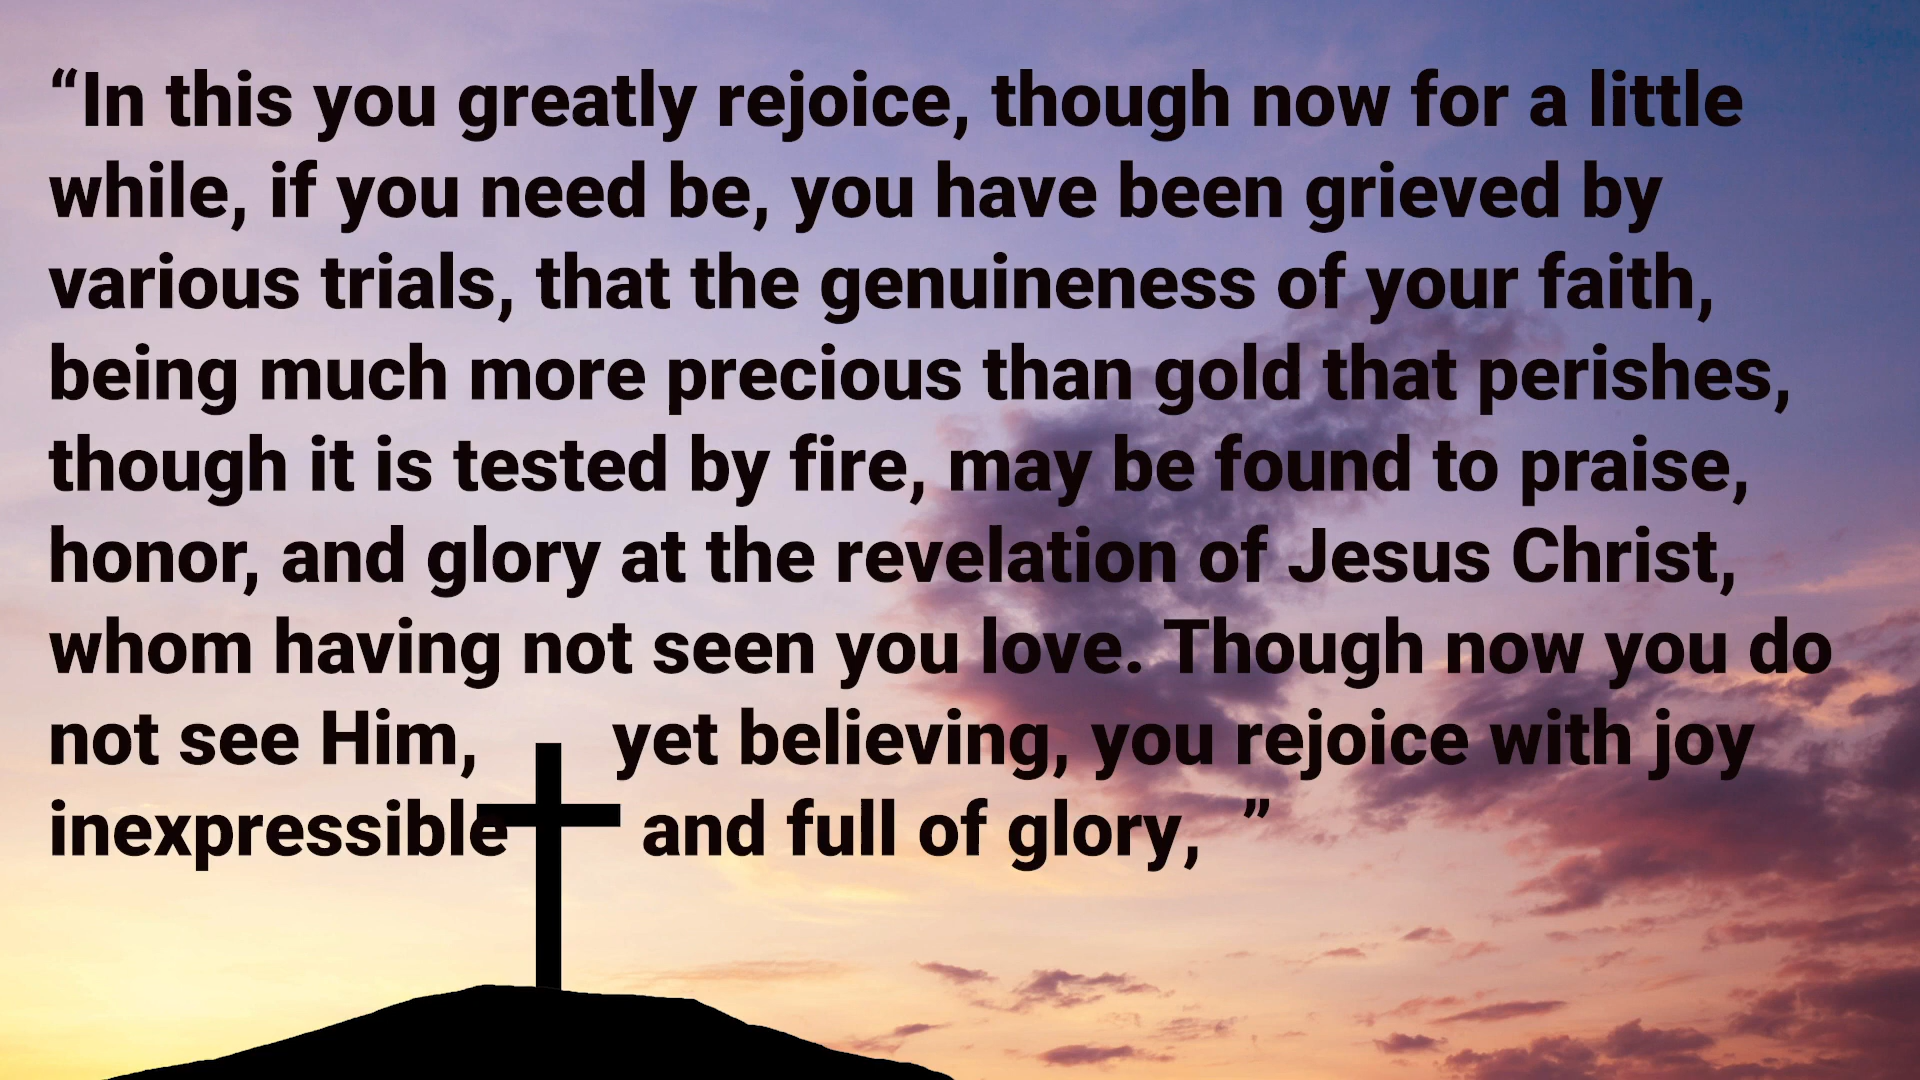 “In this you greatly rejoice, though now for a little
while, if you need be, you have been grieved by
various trials, that the genuineness of your faith,
being much more precious than gold that perishes,
though it is tested by fire, may be found to praise,
honor, and glory at the revelation of Jesus Christ,
whom having not seen you love. Though now you do
not see Him, yet believing, you rejoice with joy
inexpressible and full of glory, ”